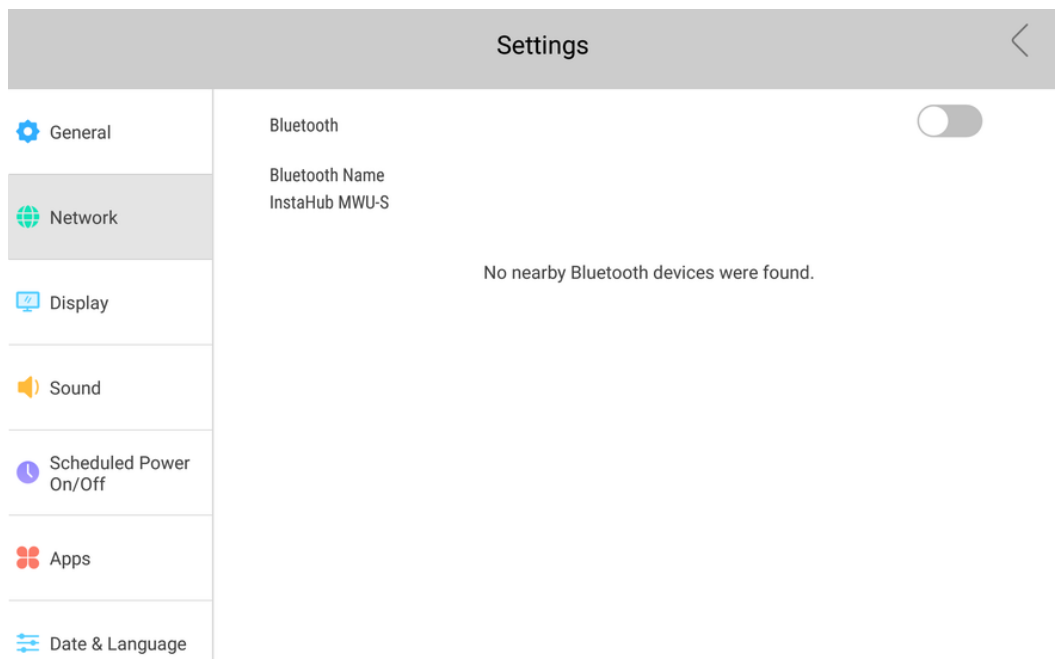 Settings
General
Network
Display
Sound
Scheduled Power
On/Off
Apps
Date & Language
Bluetooth
Bluetooth Name
InstaHub MWU-S
No nearby Bluetooth devices were found.